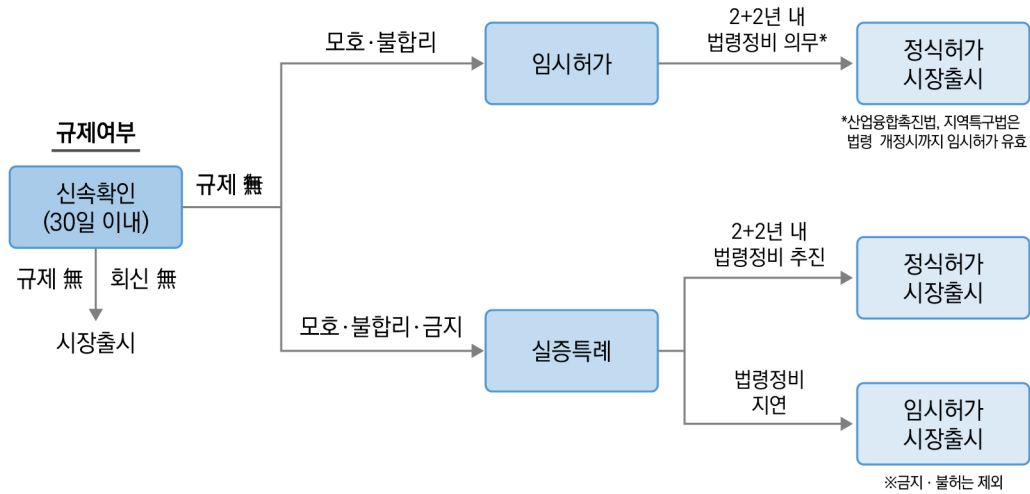 규제여부
신속확인
(30일 이내)
규제 無
회신 無
시장출시
규제 無
모호·불합리
임시허가
2+2년 내
법령정비 의무*
정식허가
시장출시
*산업융합촉진법, 지역특구법은
법령 개정시까지 임시허가 유효
모호·불합리·금지
실증특례
2+2년 내
법령정비 추진
정식허가
시장출시
법령정비
지연
임시허가
시장출시
※금지·불허는 제외